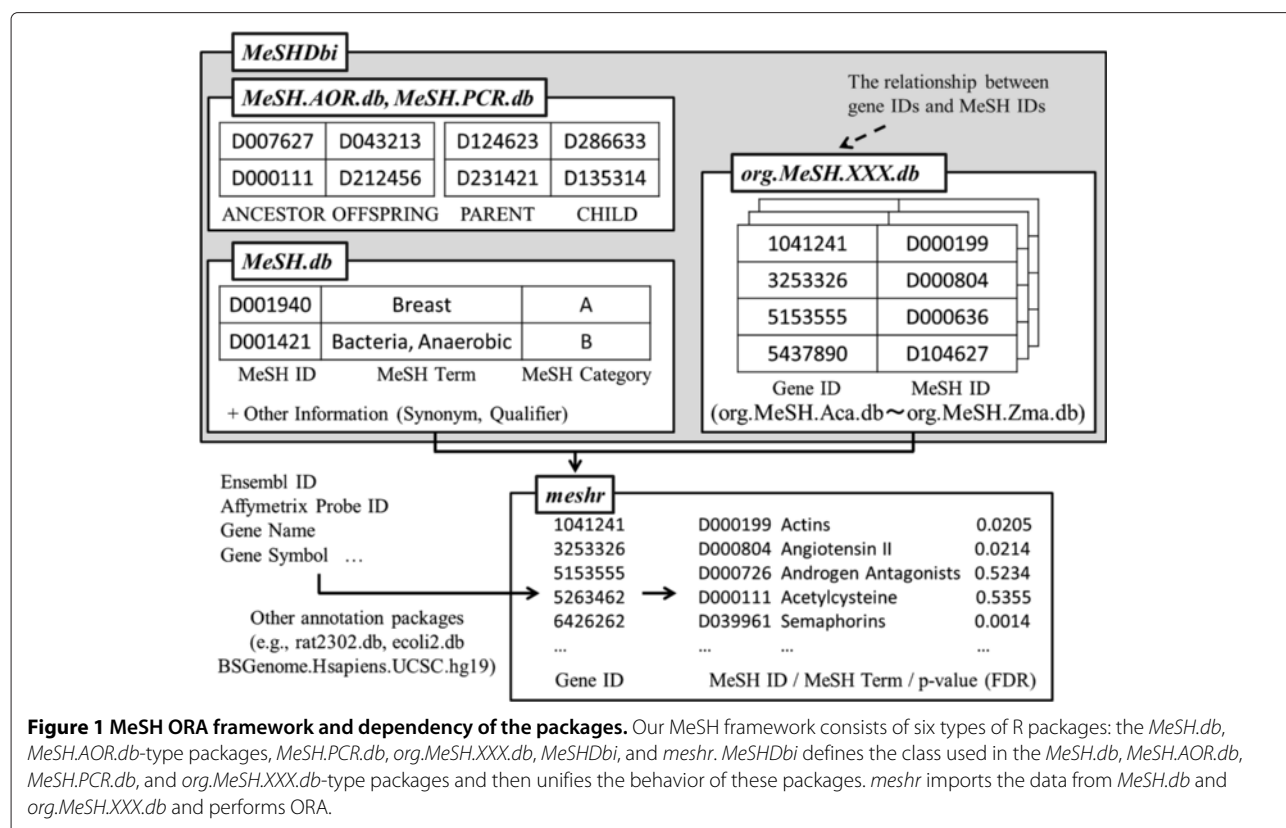 MeSHDbi
The relationship between
gene IDs and MeSH IDs
MeSH.AOR.db, MeSH.PCR.db
D007627 D043213 D124623 D286633
D000111 D212456 D231421 D135314
ANCESTOR OFFSPRING PARENT CHILD
org.MeSH.XXX.db
1041241 D000199
3253326 D000804
5153555 D000636
5437890 D104627
Gene ID MeSH ID
(org.MeSH.Aca.db～org.MeSH.Zma.db)
MeSH.db
D001940 Breast A
D001421 Bacteria, Anaerobic B
MeSH ID MeSH Term MeSH Category
+ Other Information (Synonym, Qualifier)
Ensembl ID
Affymetrix Probe ID
Gene Name
Gene Symbol …
Other annotation packages
(e.g., rat2302.db, ecoli2.db
BSGenome.Hsapiens.UCSC.hg19)
meshr
1041241 D000199 Actins 0.0205
3253326 D000804 Angiotensin II 0.0214
5153555 D000726 Androgen Antagonists 0.5234
5263462 D000111 Acetylcysteine 0.5355
6426262 D039961 Semaphorins 0.0014
... ... ... ...
Gene ID MeSH ID / MeSH Term / p-value (FDR)
Figure 1 MeSH ORA framework and dependency of the packages. Our MeSH framework consists of six types of R packages: the MeSH.db,
MeSH.AOR.db-type packages, MeSH.PCR.db, org.MeSH.XXX.db, MeSHDbi, and meshr. MeSHDbi defines the class used in the MeSH.db, MeSH.AOR.db,
MeSH.PCR.db, and org.MeSH.XXX.db-type packages and then unifies the behavior of these packages. meshr imports the data from MeSH.db and
org.MeSH.XXX.db and performs ORA.